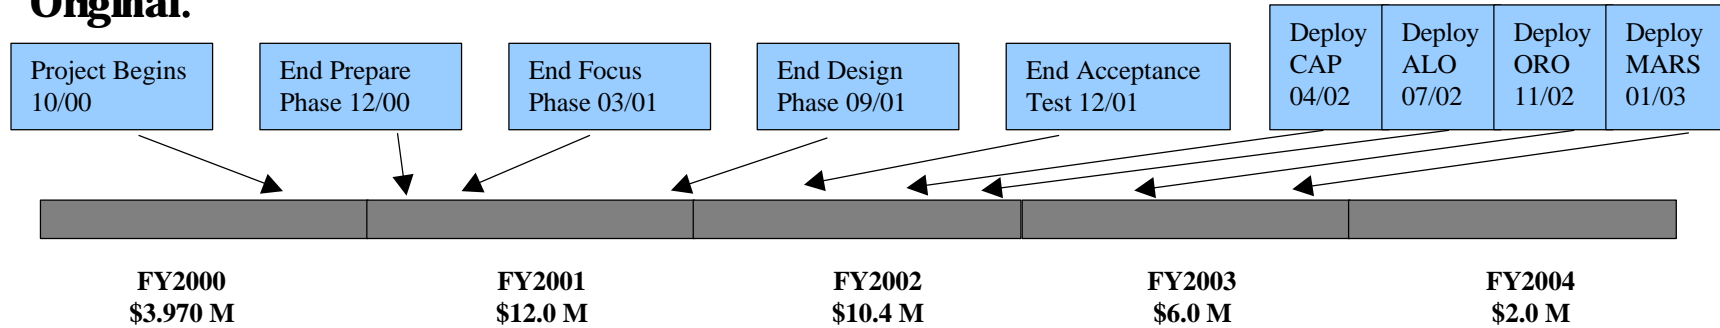 Original.
Project Begins
10/00
End Prepare
Phase 12/00
End Focus
Phase 03/01
End Design
Phase 09/01
End Acceptance
Test 12/01
Deploy
CAP
04/02
Deploy
ALO
07/02
Deploy
ORO
11/02
Deploy
MARS
01/03
FY2000
$3.970 M
FY2001
$12.0 M
FY2002
$10.4 M
FY2003
$6.0 M
FY2004
$2.0 M